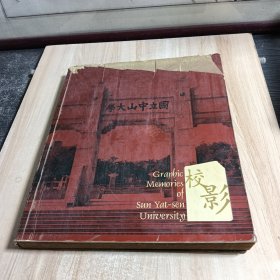 國立中山大學
Graphic
Memories
of
Sun Yat-sen
University
校影